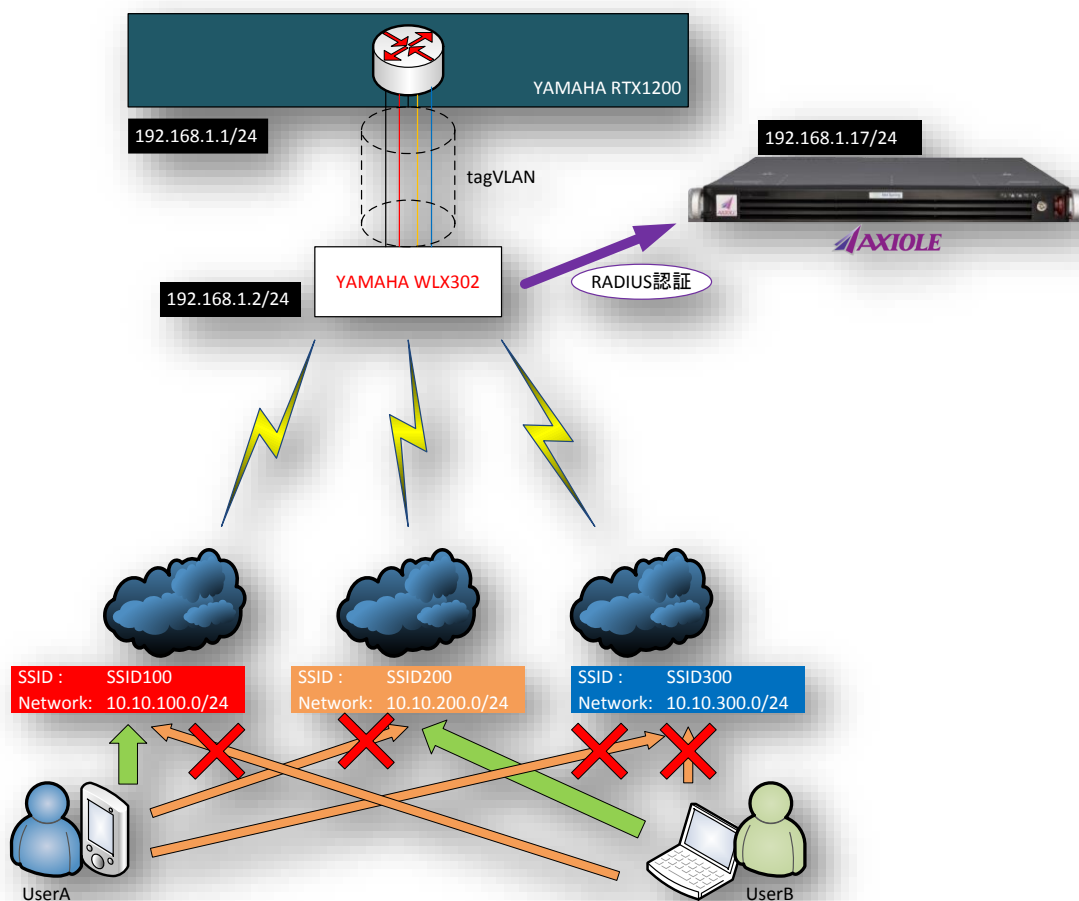 YAMAHA RTX1200
192.168.1.1/24
192.168.1.17/24
tagVLAN
AXIOLE
YAMAHA WLX302
RADIUS認証
192.168.1.2/24
SSID : SSID100
Network: 10.10.100.0/24
SSID : SSID200
Network: 10.10.200.0/24
SSID : SSID300
Network: 10.10.300.0/24
UserA
UserB